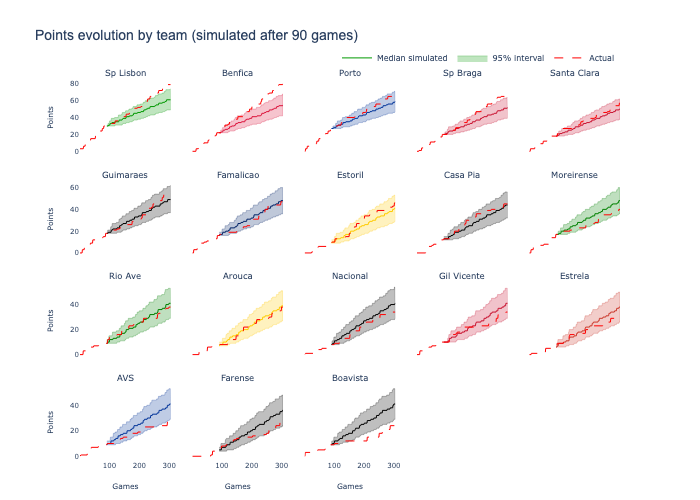 Points evolution by team (simulated after 90 games)
Median simulated 95% interval Actual
Sp Lisbon Benfica Porto Sp Braga Santa Clara
Points
80
60
40
20
0
Guimaraes Famalicao Estoril Casa Pia Moreirense
Points
60
40
20
0
Rio Ave Arouca Nacional Gil Vicente Estrela
Points
40
20
0
AVS Farense Boavista
Points
40
20
0
100 200 300 100 200 300 100 200 300
Games Games Games